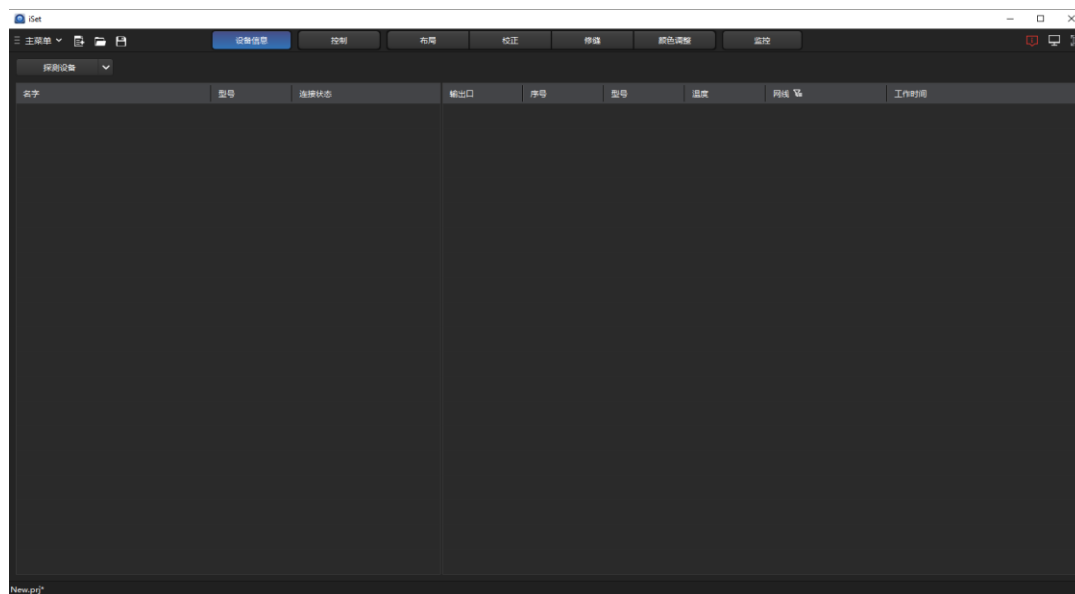 iSet
主菜单 设备信息 控制 布局 校正 修缝 颜色调整 监控
探测设备
名字 型号 连接状态 输出口 序号 型号 温度 网线 工作时间
New.prj*